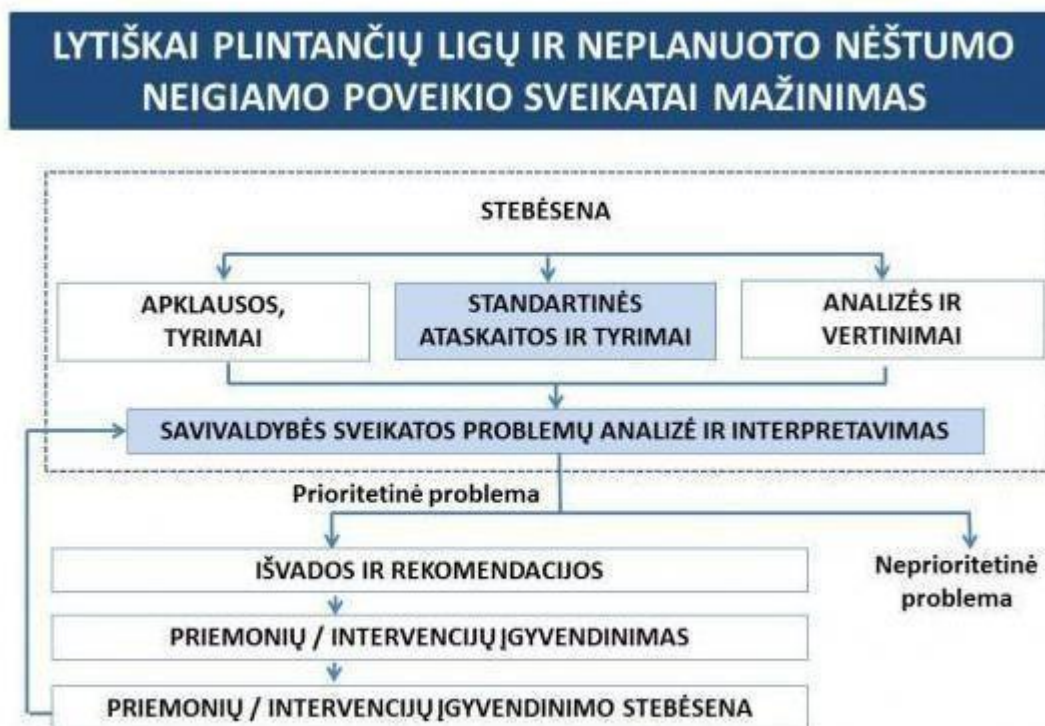 LYTIŠKAI PLINTANČIŲ LIGŲ IR NEPLANUOTO NĖŠTUMO
NEIGIAMO POVEIKIO SVEIKATAI MAŽINIMAS
STEBĖSENA
APKLAUSOS,
TYRIMAI
STANDARTINĖS
ATASKAITOS IR TYRIMAI
ANALIZĖS IR
VERTINIMAI
SAVIVALDYBĖS SVEIKATOS PROBLEMŲ ANALIZĖ IR INTERPRETAVIMAS
Prioritetinė problema
IŠVADOS IR REKOMENDACIJOS
Neprioritetinė
problema
PRIEMONIŲ / INTERVENCIJŲ ĮGYVENDINIMAS
PRIEMONIŲ / INTERVENCIJŲ ĮGYVENDINIMO STEBĖSENA